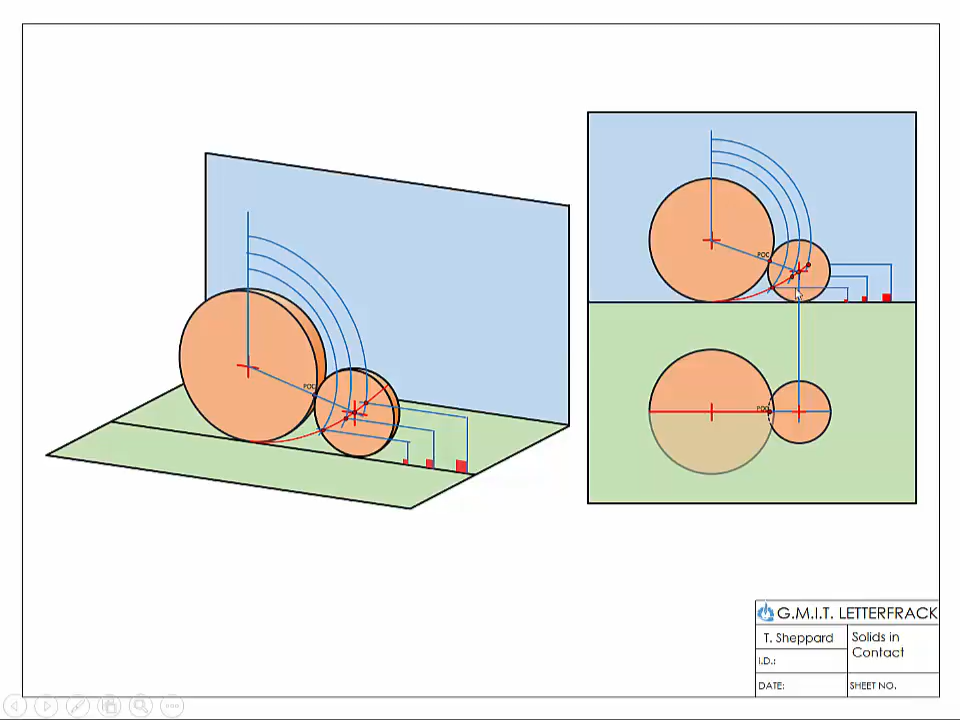 POC
POC
POC
G.M.I.T. LETTERFRACK
T. Sheppard
Solids in
Contact
I.D.:
DATE:
SHEET NO.